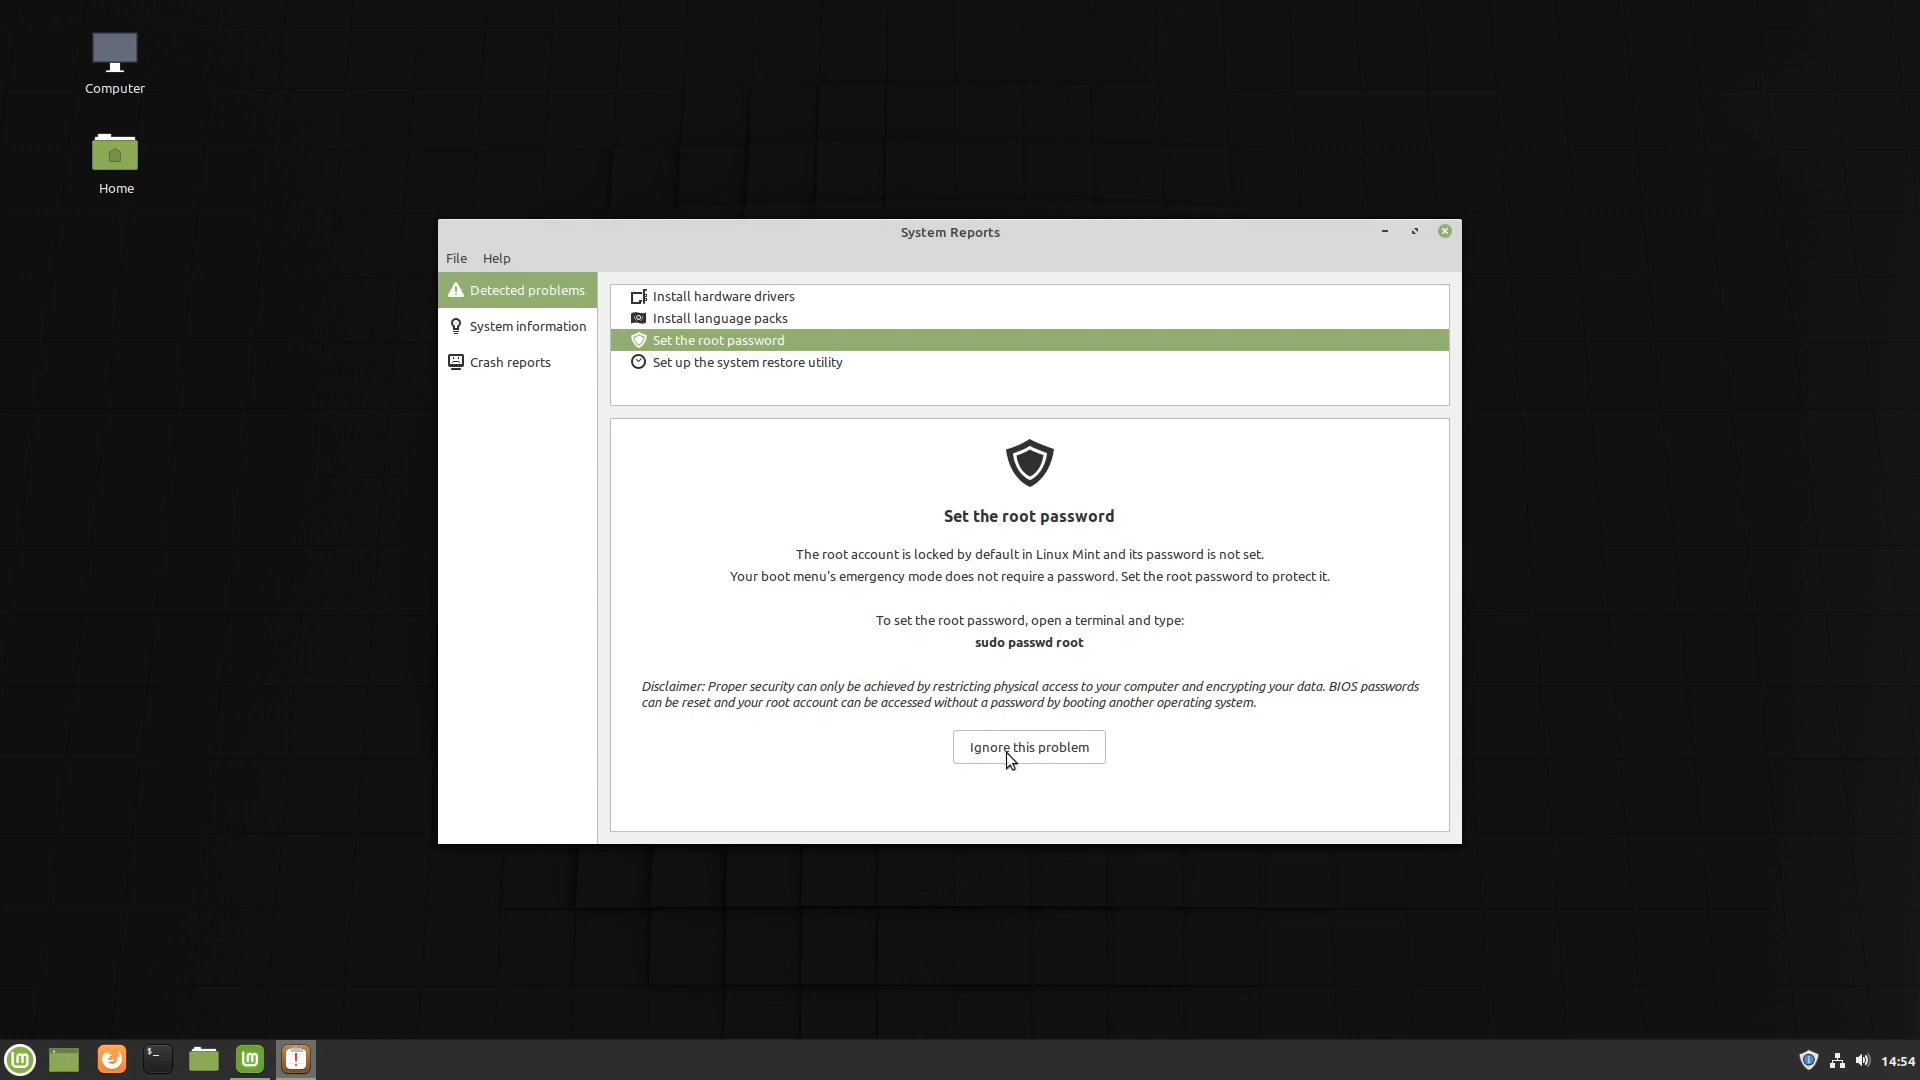 Computer
Home
System Reports
File Help
Detected problems
System information
Crash reports
Install hardware drivers
Install language packs
Set the root password
Set up the system restore utility
Set the root password
The root account is locked by default in Linux Mint and its password is not set.
Your boot menu's emergency mode does not require a password. Set the root password to protect it.
To set the root password, open a terminal and type:
sudo passwd root
Disclaimer: Proper security can only be achieved by restricting physical access to your computer and encrypting your data. BIOS passwords
can be reset and your root account can be accessed without a password by booting another operating system.
Ignore this problem
14:54